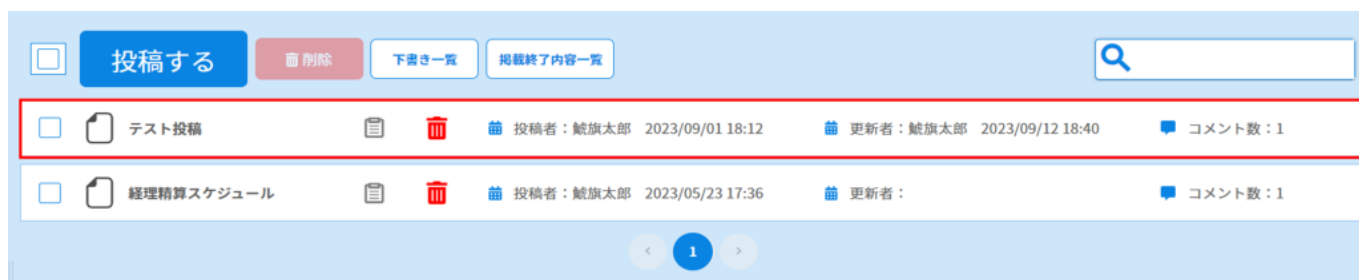 投稿する 削除 下書き一覧 掲載終了内容一覧
テスト投稿 投稿者：鯱旗太郎 2023/09/01 18:12 更新者：鯱旗太郎 2023/09/12 18:40 コメント数：1
経理精算スケジュール 投稿者：鯱旗太郎 2023/05/23 17:36 更新者： コメント数：1
1